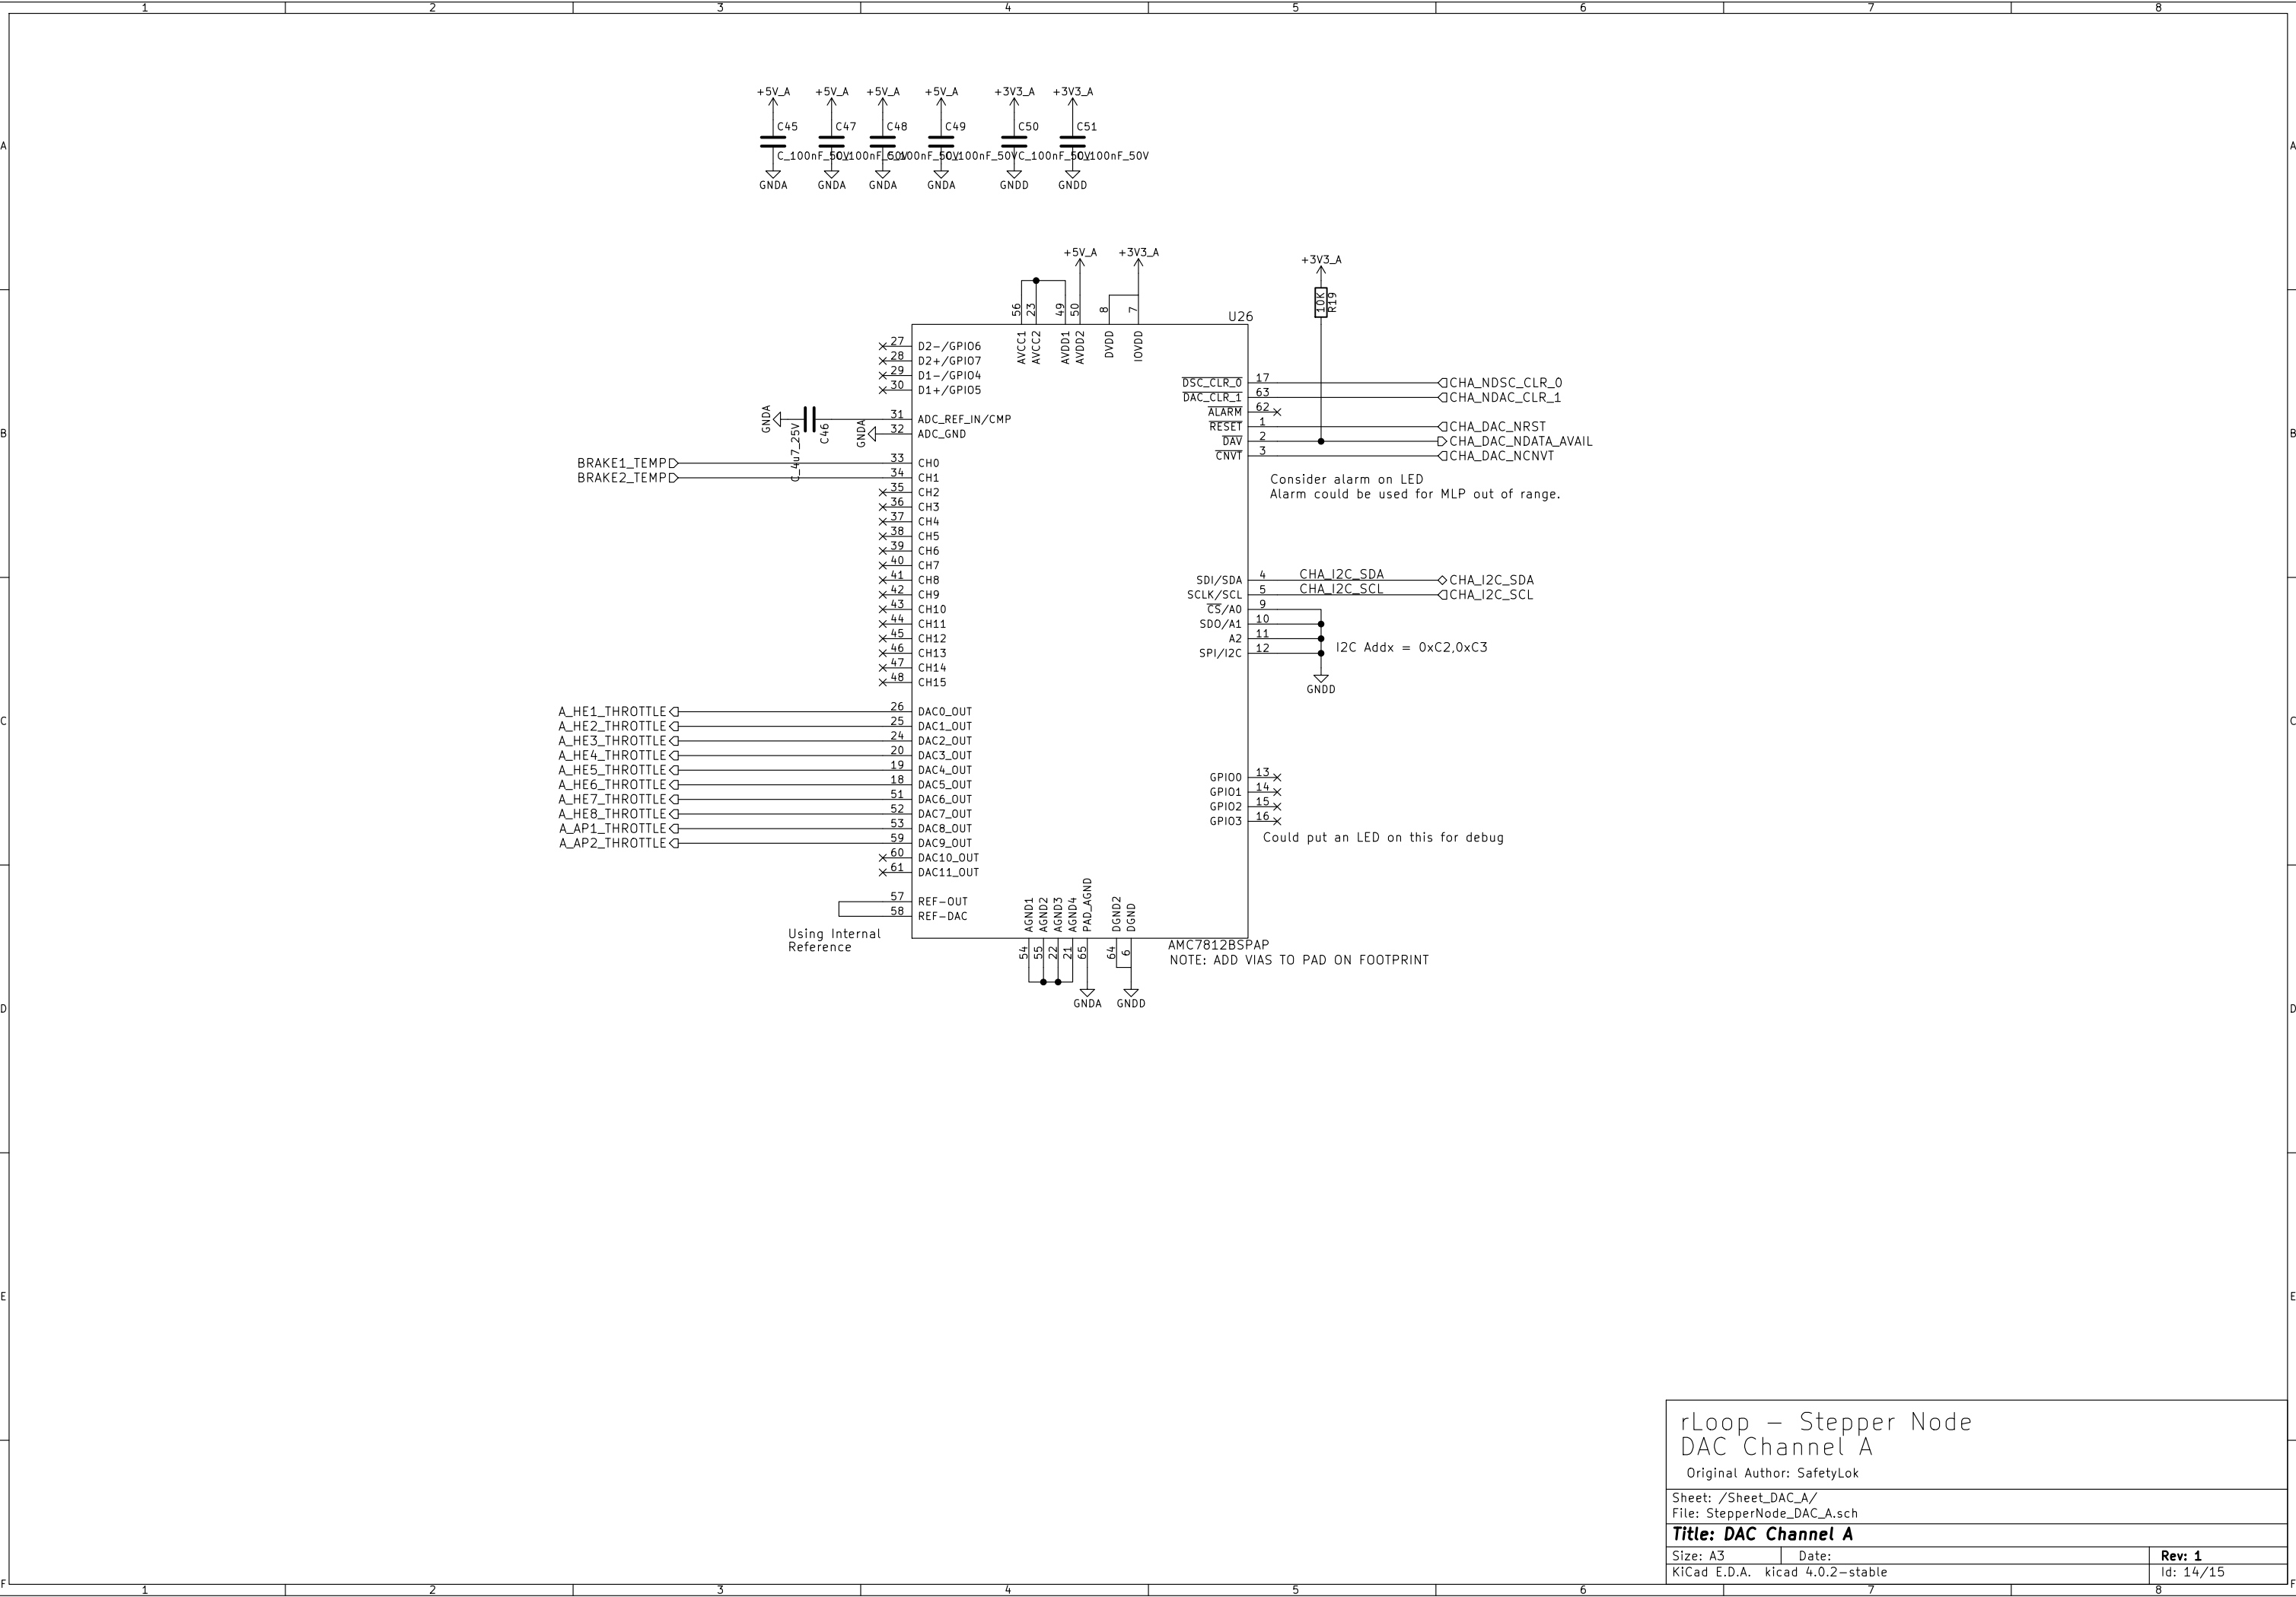 1 2 3 4 5 6 7 8
+5V_A +5V_A +5V_A +5V_A +3V3_A +3V3_A
C45 C47 C48 C49 C50 C51
C_100nF_50V C_100nF_50V C_100nF_50V C_100nF_50V C_100nF_50V C_100nF_50V
GNDA GNDA GNDA GNDA GNDD GNDD
A A
+5V_A +3V3_A +3V3_A
10K R19
56 23 49 50 8 7
AVCC1 AVCC2 AVDD1 AVDD2 DVDD IOVDD
U26
27 D2-/GPIO6
28 D2+/GPIO7
29 D1-/GPIO4
30 D1+/GPIO5
GNDA C_4u7_25V C46 31 ADC_REF_IN/CMP
GNDA 32 ADC_GND
BRAKE1_TEMP 33 CH0
BRAKE2_TEMP 34 CH1
35 CH2
36 CH3
37 CH4
38 CH5
39 CH6
40 CH7
41 CH8
42 CH9
43 CH10
44 CH11
45 CH12
46 CH13
47 CH14
48 CH15
A_HE1_THROTTLE 26 DAC0_OUT
A_HE2_THROTTLE 25 DAC1_OUT
A_HE3_THROTTLE 24 DAC2_OUT
A_HE4_THROTTLE 20 DAC3_OUT
A_HE5_THROTTLE 19 DAC4_OUT
A_HE6_THROTTLE 18 DAC5_OUT
A_HE7_THROTTLE 51 DAC6_OUT
A_HE8_THROTTLE 52 DAC7_OUT
A_AP1_THROTTLE 53 DAC8_OUT
A_AP2_THROTTLE 59 DAC9_OUT
60 DAC10_OUT
61 DAC11_OUT
57 REF-OUT
58 REF-DAC
Using Internal
Reference
DSC_CLR_0 17 CHA_NDSC_CLR_0
DAC_CLR_1 63 CHA_NDAC_CLR_1
ALARM 62
RESET 1 CHA_DAC_NRST
DAV 2 CHA_DAC_NDATA_AVAIL
CNVT 3 CHA_DAC_NCNVT
Consider alarm on LED
Alarm could be used for MLP out of range.
SDI/SDA 4 CHA_I2C_SDA CHA_I2C_SDA
SCLK/SCL 5 CHA_I2C_SCL CHA_I2C_SCL
CS/A0 9
SDO/A1 10
A2 11
SPI/I2C 12
I2C Addx = 0xC2,0xC3
GNDD
GPIO0 13
GPIO1 14
GPIO2 15
GPIO3 16
Could put an LED on this for debug
AGND1 AGND2 AGND3 AGND4 PAD_AGND DGND2 DGND
54 55 22 21 65 64 6
GNDA GNDD
AMC7812BSPAP
NOTE: ADD VIAS TO PAD ON FOOTPRINT
B B
C C
D D
E E
F F
rLoop - Stepper Node
DAC Channel A
Original Author: SafetyLok
Sheet: /Sheet_DAC_A/
File: StepperNode_DAC_A.sch
Title: DAC Channel A
Size: A3 Date: Rev: 1
KiCad E.D.A. kicad 4.0.2-stable Id: 14/15
1 2 3 4 5 6 7 8